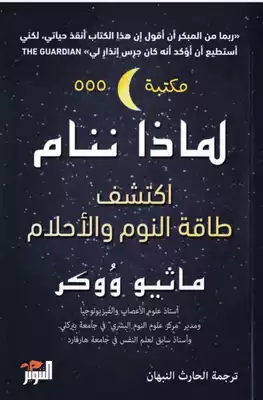 «ربما من المبكر أن أقول إن هذا الكتاب أنقذ حياتي. لكني
أستطيع أن أؤكد أنه كان جرس إنذارٍ لي» THE GUARDIAN
مكتبة ٥٥٥
لماذا ننام
اكتشف
طاقة النوم والأحلام
ماثيو ووكر
أستاذ علوم الأعصاب والفيزيولوجيا
ومدير "مركز علوم النوم البشري" في جامعة بيركلي.
وأستاذ سابق لعلم النفس في جامعة هارفارد
ترجمة الحارث النبهان
التنوير